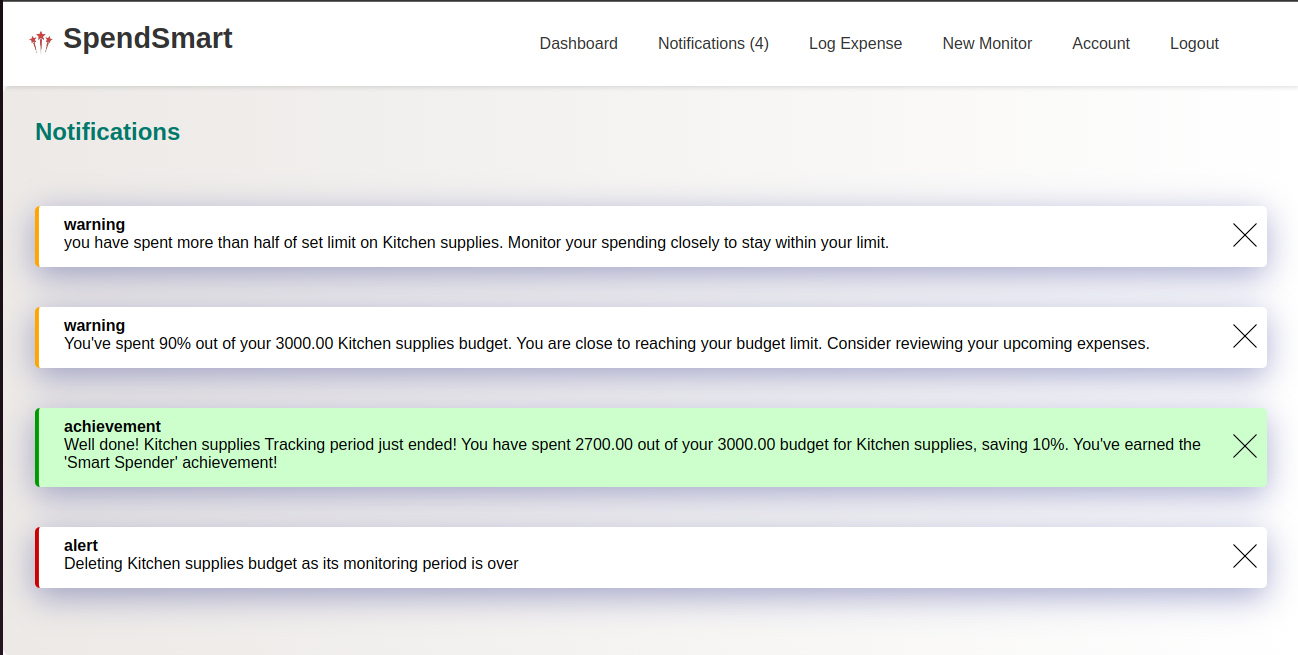 SpendSmart
Dashboard
Notifications (4)
Log Expense
New Monitor
Account
Logout
Notifications
warning
you have spent more than half of set limit on Kitchen supplies. Monitor your spending closely to stay within your limit.
warning
You've spent 90% out of your 3000.00 Kitchen supplies budget. You are close to reaching your budget limit. Consider reviewing your upcoming expenses.
achievement
Well done! Kitchen supplies Tracking period just ended! You have spent 2700.00 out of your 3000.00 budget for Kitchen supplies, saving 10%. You've earned the
'Smart Spender' achievement!
alert
Deleting Kitchen supplies budget as its monitoring period is over